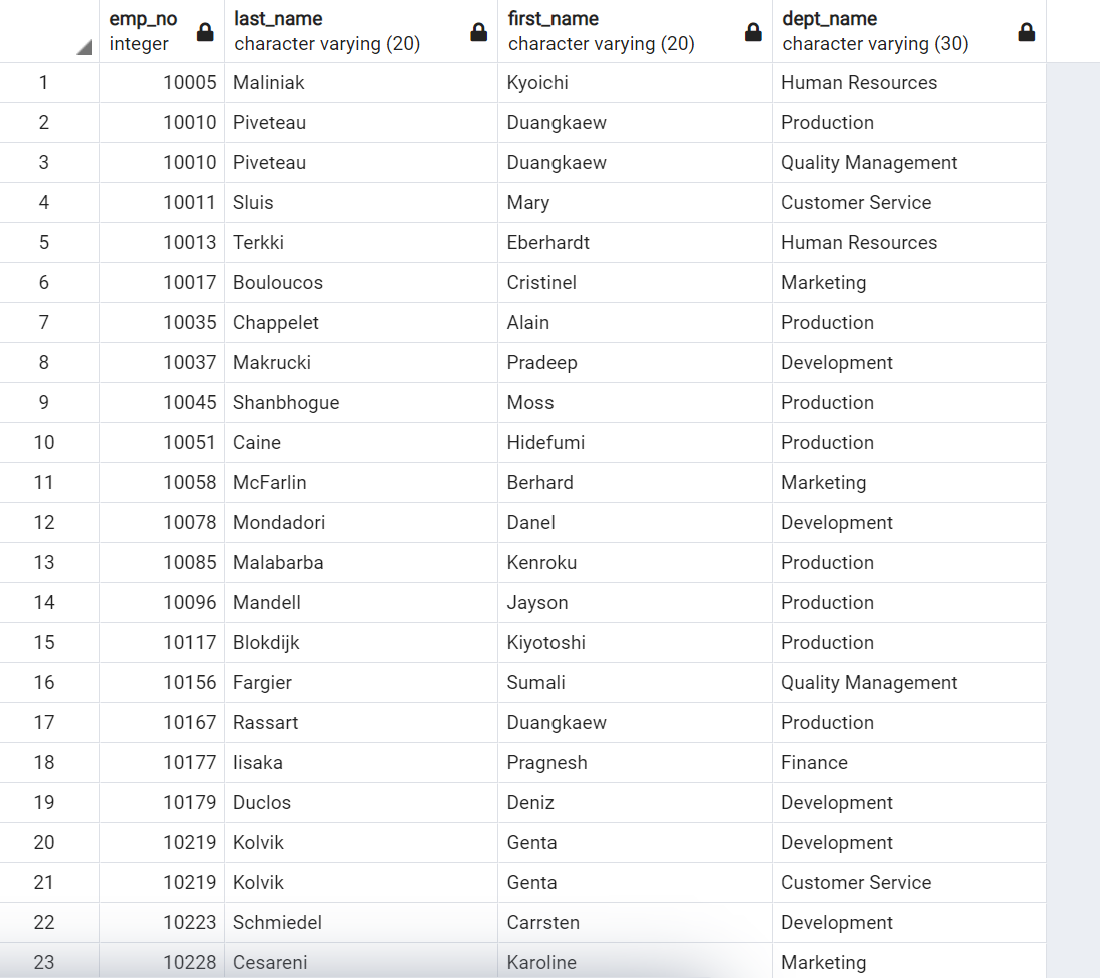 emp_no last_name first_name dept_name
integer character varying (20) character varying (20) character varying (30)
1 10005 Maliniak Kyoichi Human Resources
2 10010 Piveteau Duangkaew Production
3 10010 Piveteau Duangkaew Quality Management
4 10011 Sluis Mary Customer Service
5 10013 Terkki Eberhardt Human Resources
6 10017 Bouloucos Cristinel Marketing
7 10035 Chappelet Alain Production
8 10037 Makrucki Pradeep Development
9 10045 Shanbhogue Moss Production
10 10051 Caine Hidefumi Production
11 10058 McFarlin Berhard Marketing
12 10078 Mondadori Danel Development
13 10085 Malabarba Kenroku Production
14 10096 Mandell Jayson Production
15 10117 Blokdijk Kiyotoshi Production
16 10156 Fargier Sumali Quality Management
17 10167 Rassart Duangkaew Production
18 10177 Iisaka Pragnesh Finance
19 10179 Duclos Deniz Development
20 10219 Kolvik Genta Development
21 10219 Kolvik Genta Customer Service
22 10223 Schmiedel Carrsten Development
23 10228 Cesareni Karoline Marketing